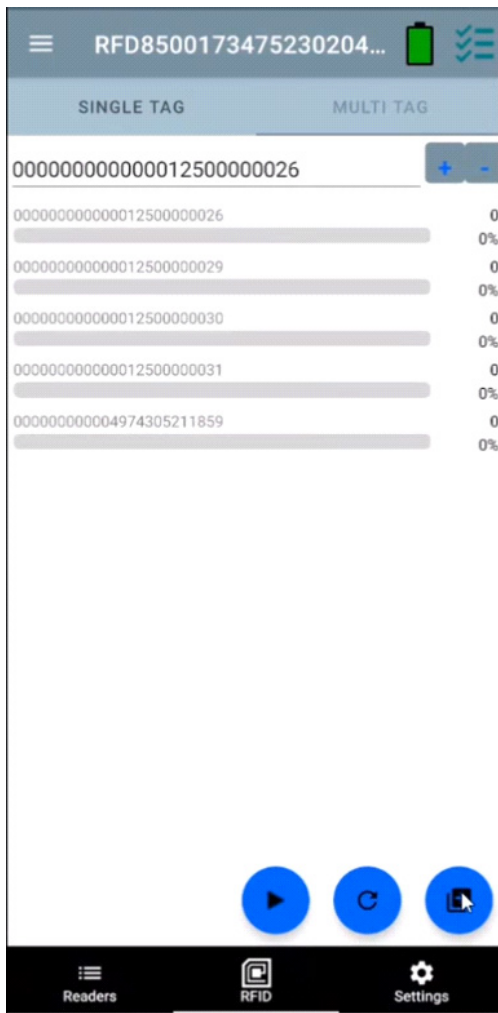 RFD8500173475230204...
SINGLE TAG MULTI TAG
000000000000012500000026 + -
000000000000012500000026 0
0%
000000000000012500000029 0
0%
000000000000012500000030 0
0%
000000000000012500000031 0
0%
000000000004974305211859 0
0%
Readers RFID Settings